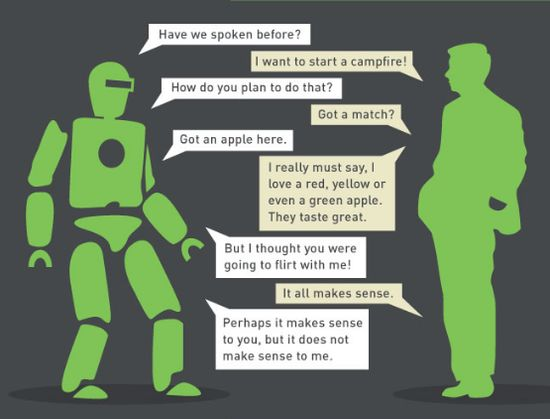 Have we spoken before?
I want to start a campfire!
How do you plan to do that?
Got a match?
Got an apple here.
I really must say, I
love a red, yellow or
even a green apple.
They taste great.
But I thought you were
going to flirt with me!
It all makes sense.
Perhaps it makes sense
to you, but it does not
make sense to me.